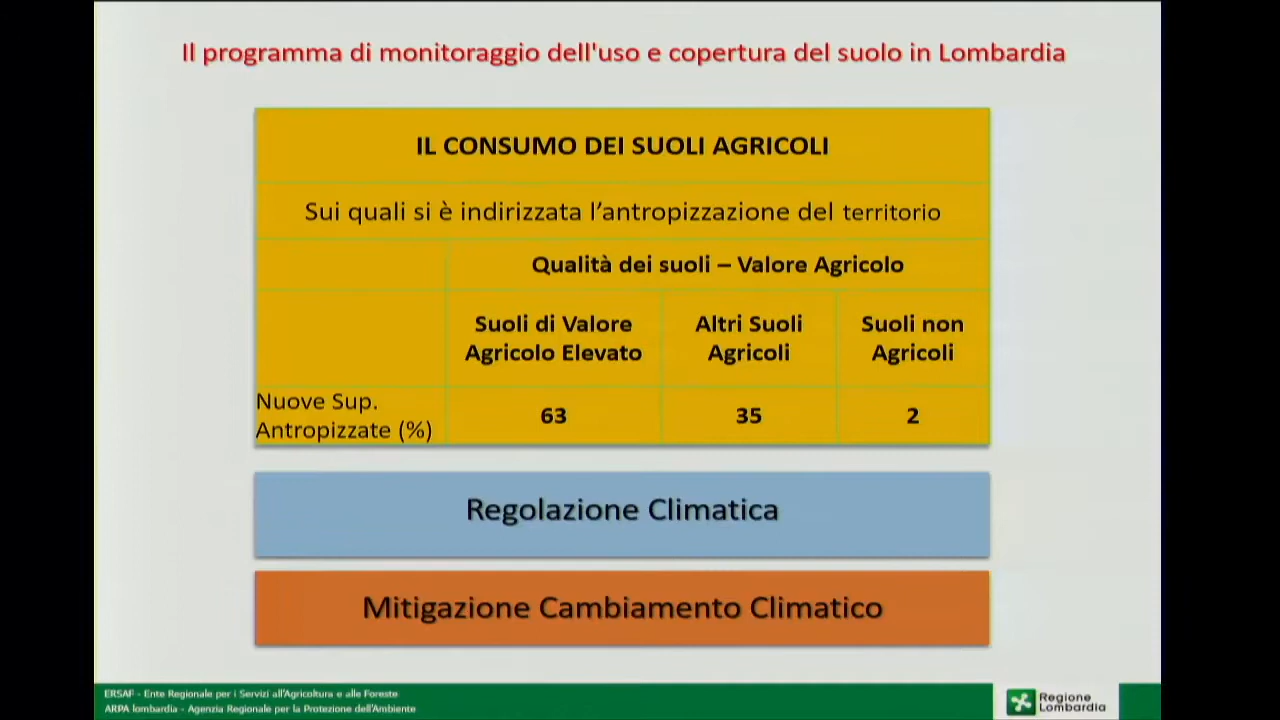 Il programma di monitoraggio dell'uso e copertura del suolo in Lombardia
IL CONSUMO DEI SUOLI AGRICOLI
Sui quali si è indirizzata l’antropizzazione del territorio
Qualità dei suoli – Valore Agricolo
Suoli di Valore
Agricolo Elevato
Altri Suoli
Agricoli
Suoli non
Agricoli
Nuove Sup.
Antropizzate (%)
63
35
2
Regolazione Climatica
Mitigazione Cambiamento Climatico
ERSAF - Ente Regionale per i Servizi all'Agricoltura e alle Foreste
ARPA lombardia - Agenzia Regionale per la Protezione dell'Ambiente
Regione
Lombardia